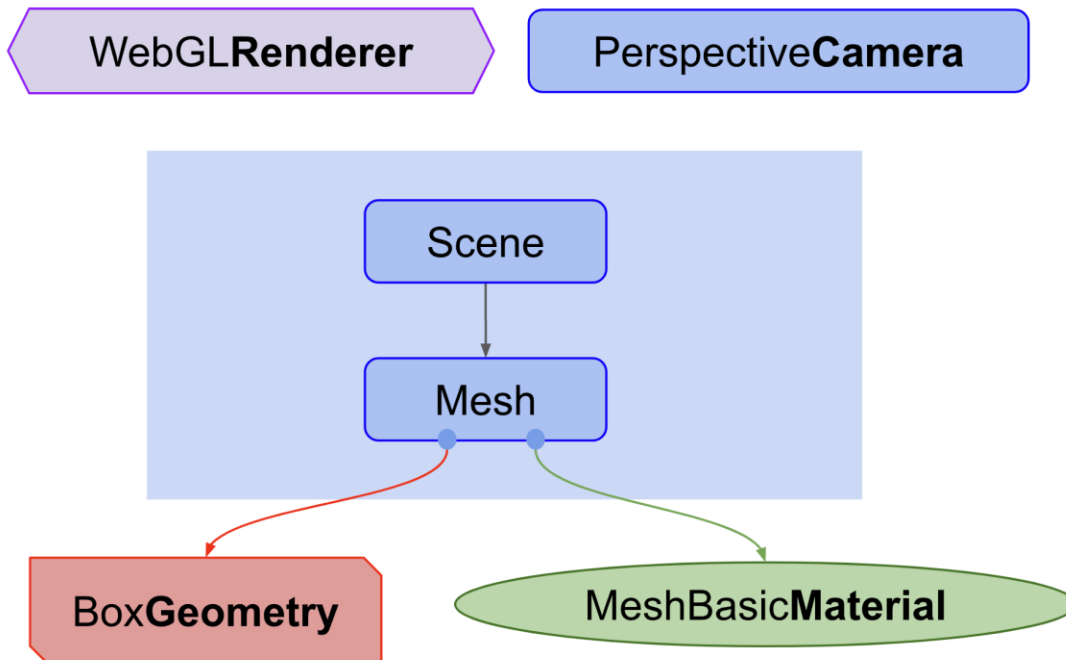 WebGLRenderer
PerspectiveCamera
Scene
Mesh
BoxGeometry
MeshBasicMaterial